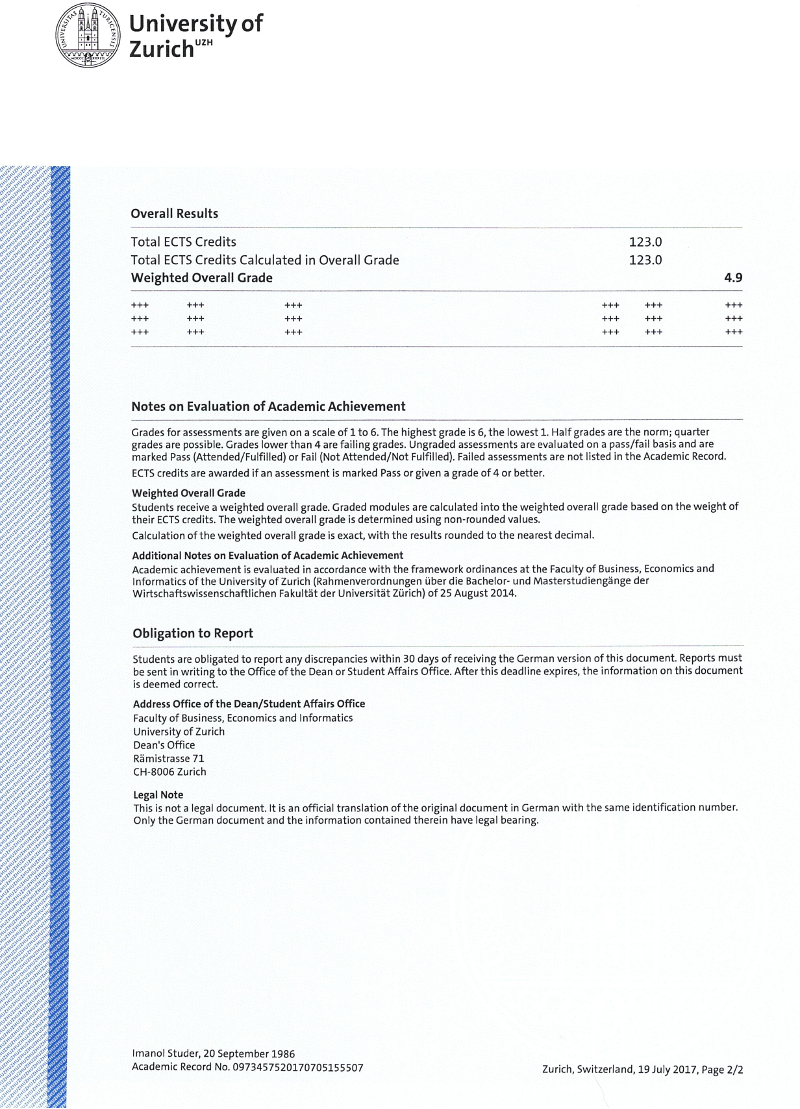 University of
Zurich UZH
UNIVERSITAS TURICENSIS
Overall Results
Total ECTS Credits 123.0
Total ECTS Credits Calculated in Overall Grade 123.0
Weighted Overall Grade 4.9
+++ +++ +++ +++ +++ +++
+++ +++ +++ +++ +++ +++
+++ +++ +++ +++ +++ +++
Notes on Evaluation of Academic Achievement
Grades for assessments are given on a scale of 1 to 6. The highest grade is 6, the lowest 1. Half grades are the norm; quarter
grades are possible. Grades lower than 4 are failing grades. Ungraded assessments are evaluated on a pass/fail basis and are
marked Pass (Attended/Fulfilled) or Fail (Not Attended/Not Fulfilled). Failed assessments are not listed in the Academic Record.
ECTS credits are awarded if an assessment is marked Pass or given a grade of 4 or better.
Weighted Overall Grade
Students receive a weighted overall grade. Graded modules are calculated into the weighted overall grade based on the weight of
their ECTS credits. The weighted overall grade is determined using non-rounded values.
Calculation of the weighted overall grade is exact, with the results rounded to the nearest decimal.
Additional Notes on Evaluation of Academic Achievement
Academic achievement is evaluated in accordance with the framework ordinances at the Faculty of Business, Economics and
Informatics of the University of Zurich (Rahmenverordnungen über die Bachelor- und Masterstudiengänge der
Wirtschaftswissenschaftlichen Fakultät der Universität Zürich) of 25 August 2014.
Obligation to Report
Students are obligated to report any discrepancies within 30 days of receiving the German version of this document. Reports must
be sent in writing to the Office of the Dean or Student Affairs Office. After this deadline expires, the information on this document
is deemed correct.
Address Office of the Dean/Student Affairs Office
Faculty of Business, Economics and Informatics
University of Zurich
Dean's Office
Rämistrasse 71
CH-8006 Zurich
Legal Note
This is not a legal document. It is an official translation of the original document in German with the same identification number.
Only the German document and the information contained therein have legal bearing.
Imanol Studer, 20 September 1986
Academic Record No. 0973457520170705155507
Zurich, Switzerland, 19 July 2017, Page 2/2